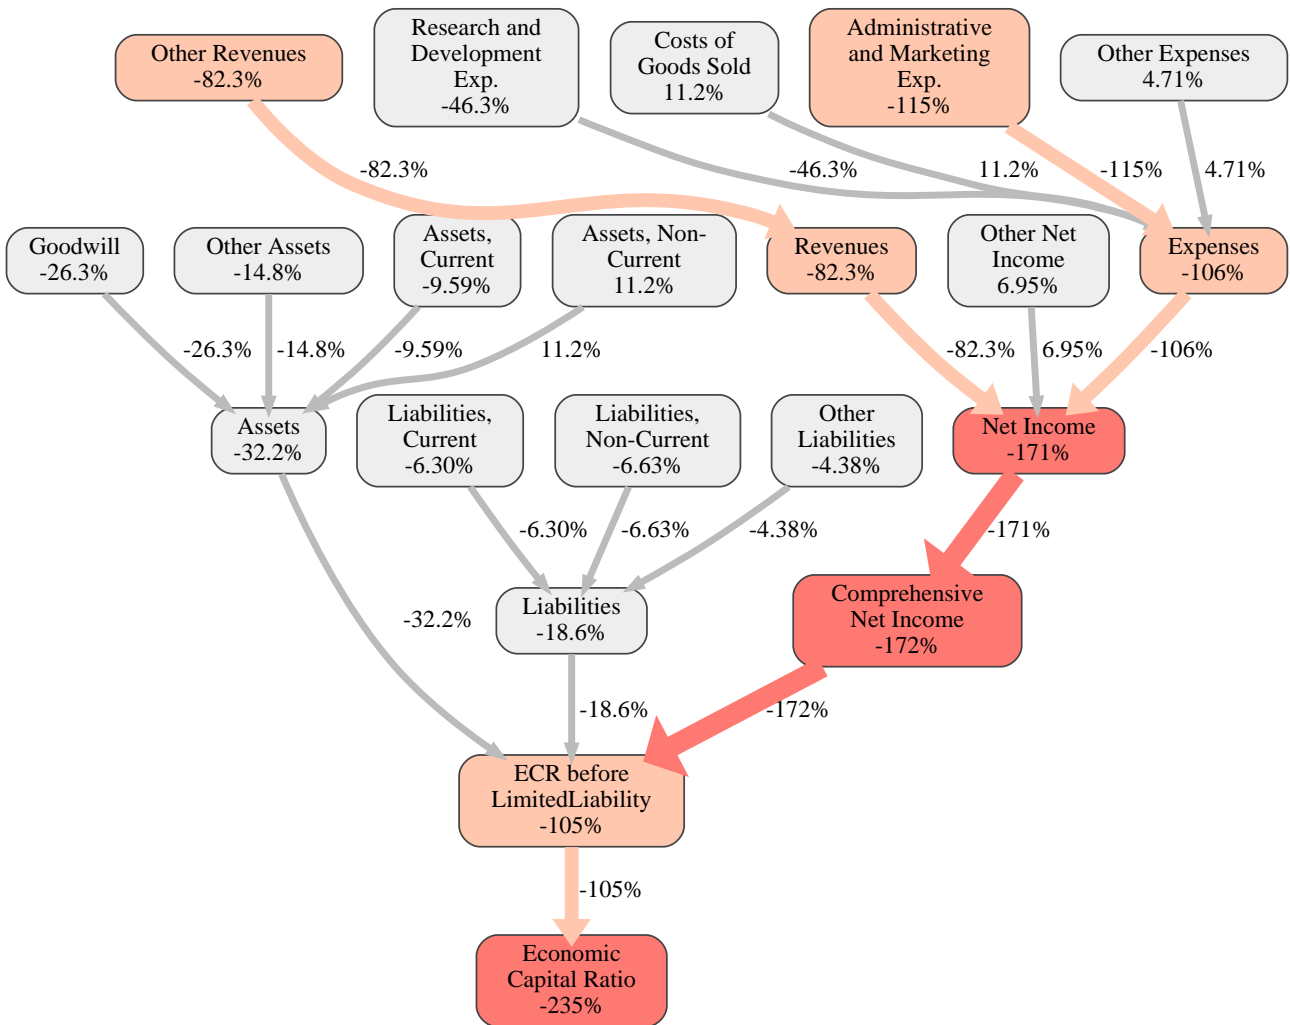 Other Revenues
-82.3%
Research and
Development
Exp.
-46.3%
Costs of
Goods Sold
11.2%
Administrative
and Marketing
Exp.
-115%
Other Expenses
4.71%
-82.3%
-46.3%
11.2%
-115%
4.71%
Goodwill
-26.3%
Other Assets
-14.8%
Assets,
Current
-9.59%
Assets, Non-
Current
11.2%
Revenues
-82.3%
Other Net
Income
6.95%
Expenses
-106%
-26.3%
-14.8%
-9.59%
11.2%
-82.3%
6.95%
-106%
Assets
-32.2%
Liabilities,
Current
-6.30%
Liabilities,
Non-Current
-6.63%
Other
Liabilities
-4.38%
Net Income
-171%
-6.30%
-6.63%
-4.38%
-171%
-32.2%
Liabilities
-18.6%
Comprehensive
Net Income
-172%
-18.6%
-172%
ECR before
LimitedLiability
-105%
-105%
Economic
Capital Ratio
-235%